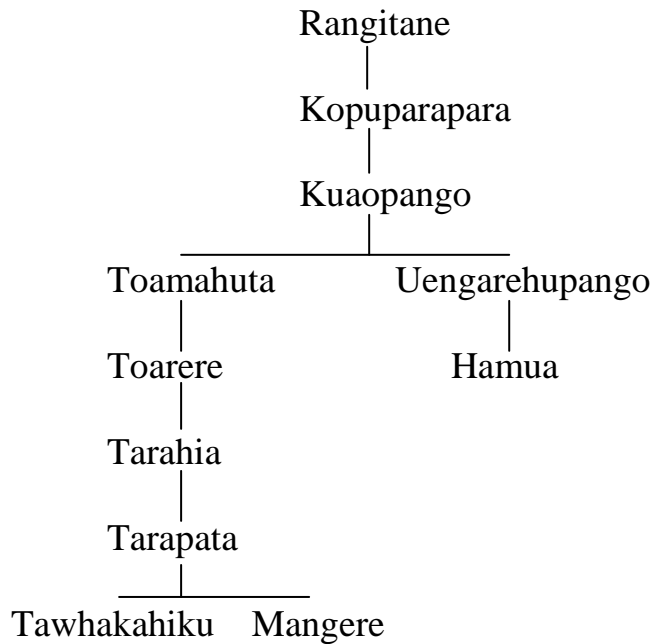 Rangitane
Kopuparapara
Kuaopango
Toamahuta Uengarehupango
Toarere Hamua
Tarahia
Tarapata
Tawhakahiku Mangere